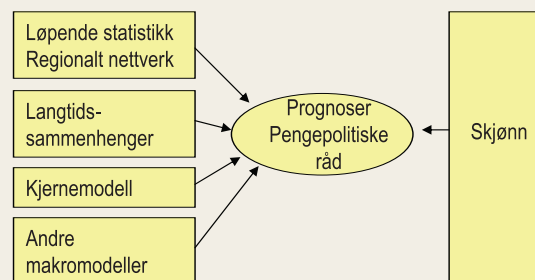 Løpende statistikk
Regionalt nettverk
Langtids-
sammenhenger
Kjernemodell
Andre
makromodeller
Prognoser
Pengepolitiske
råd
Skjønn